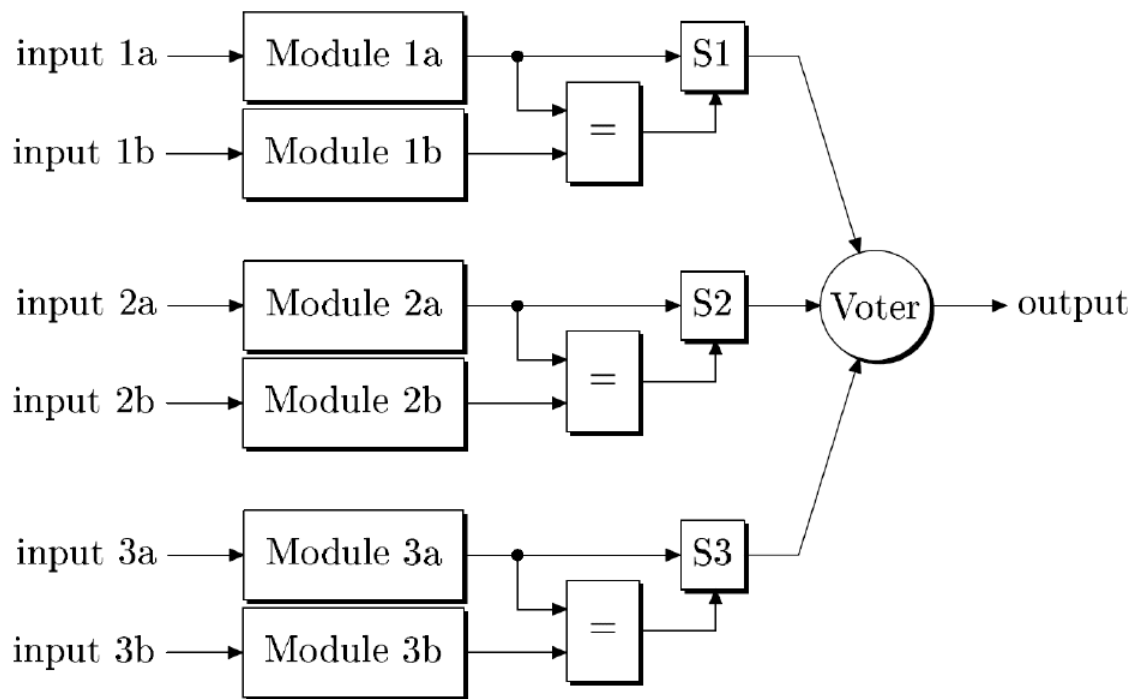 input 1a Module 1a S1
=
input 1b Module 1b
input 2a Module 2a S2 Voter output
=
input 2b Module 2b
input 3a Module 3a S3
=
input 3b Module 3b